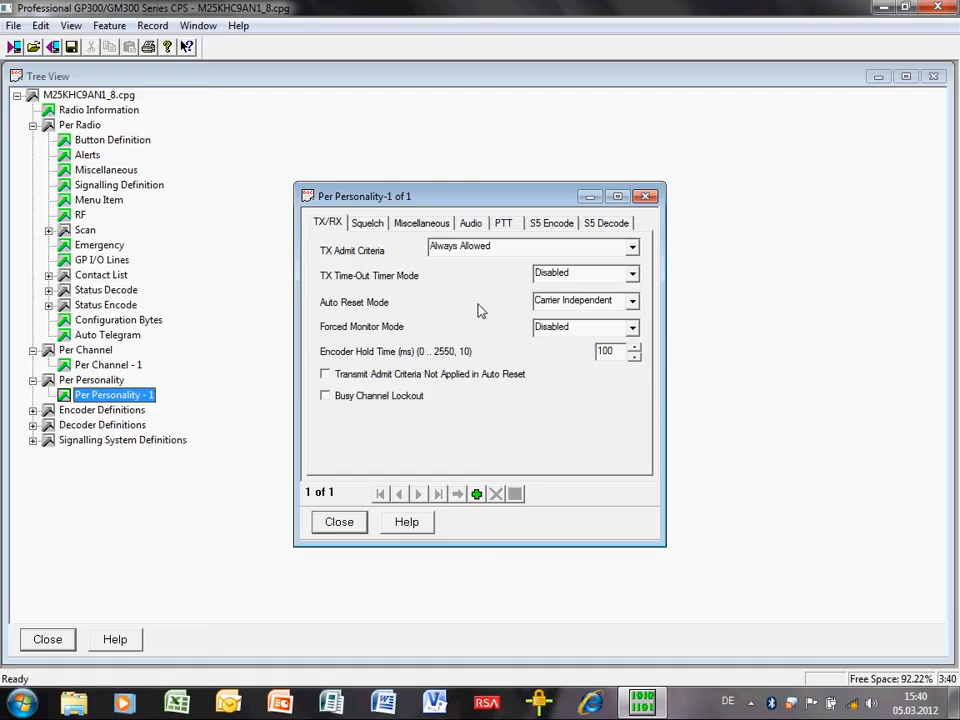 Professional GP300/GM300 Series CPS - M25KHC9AN1_8.cpg
File Edit View Feature Record Window Help
Tree View
M25KHC9AN1_8.cpg
Radio Information
Per Radio
Button Definition
Alerts
Miscellaneous
Signalling Definition
Menu Item
RF
Scan
Emergency
GP I/O Lines
Contact List
Status Decode
Status Encode
Configuration Bytes
Auto Telegram
Per Channel
Per Channel - 1
Per Personality
Per Personality - 1
Encoder Definitions
Decoder Definitions
Signalling System Definitions
Per Personality-1 of 1
TX/RX Squelch Miscellaneous Audio PTT S5 Encode S5 Decode
TX Admit Criteria Always Allowed
TX Time-Out Timer Mode Disabled
Auto Reset Mode Carrier Independent
Forced Monitor Mode Disabled
Encoder Hold Time (ms) (0 .. 2550, 10) 100
Transmit Admit Criteria Not Applied in Auto Reset
Busy Channel Lockout
1 of 1
Close Help
Close Help
Ready Free Space: 92.22% 3:40
RSA
1010
1101
DE 15:40
05.03.2012